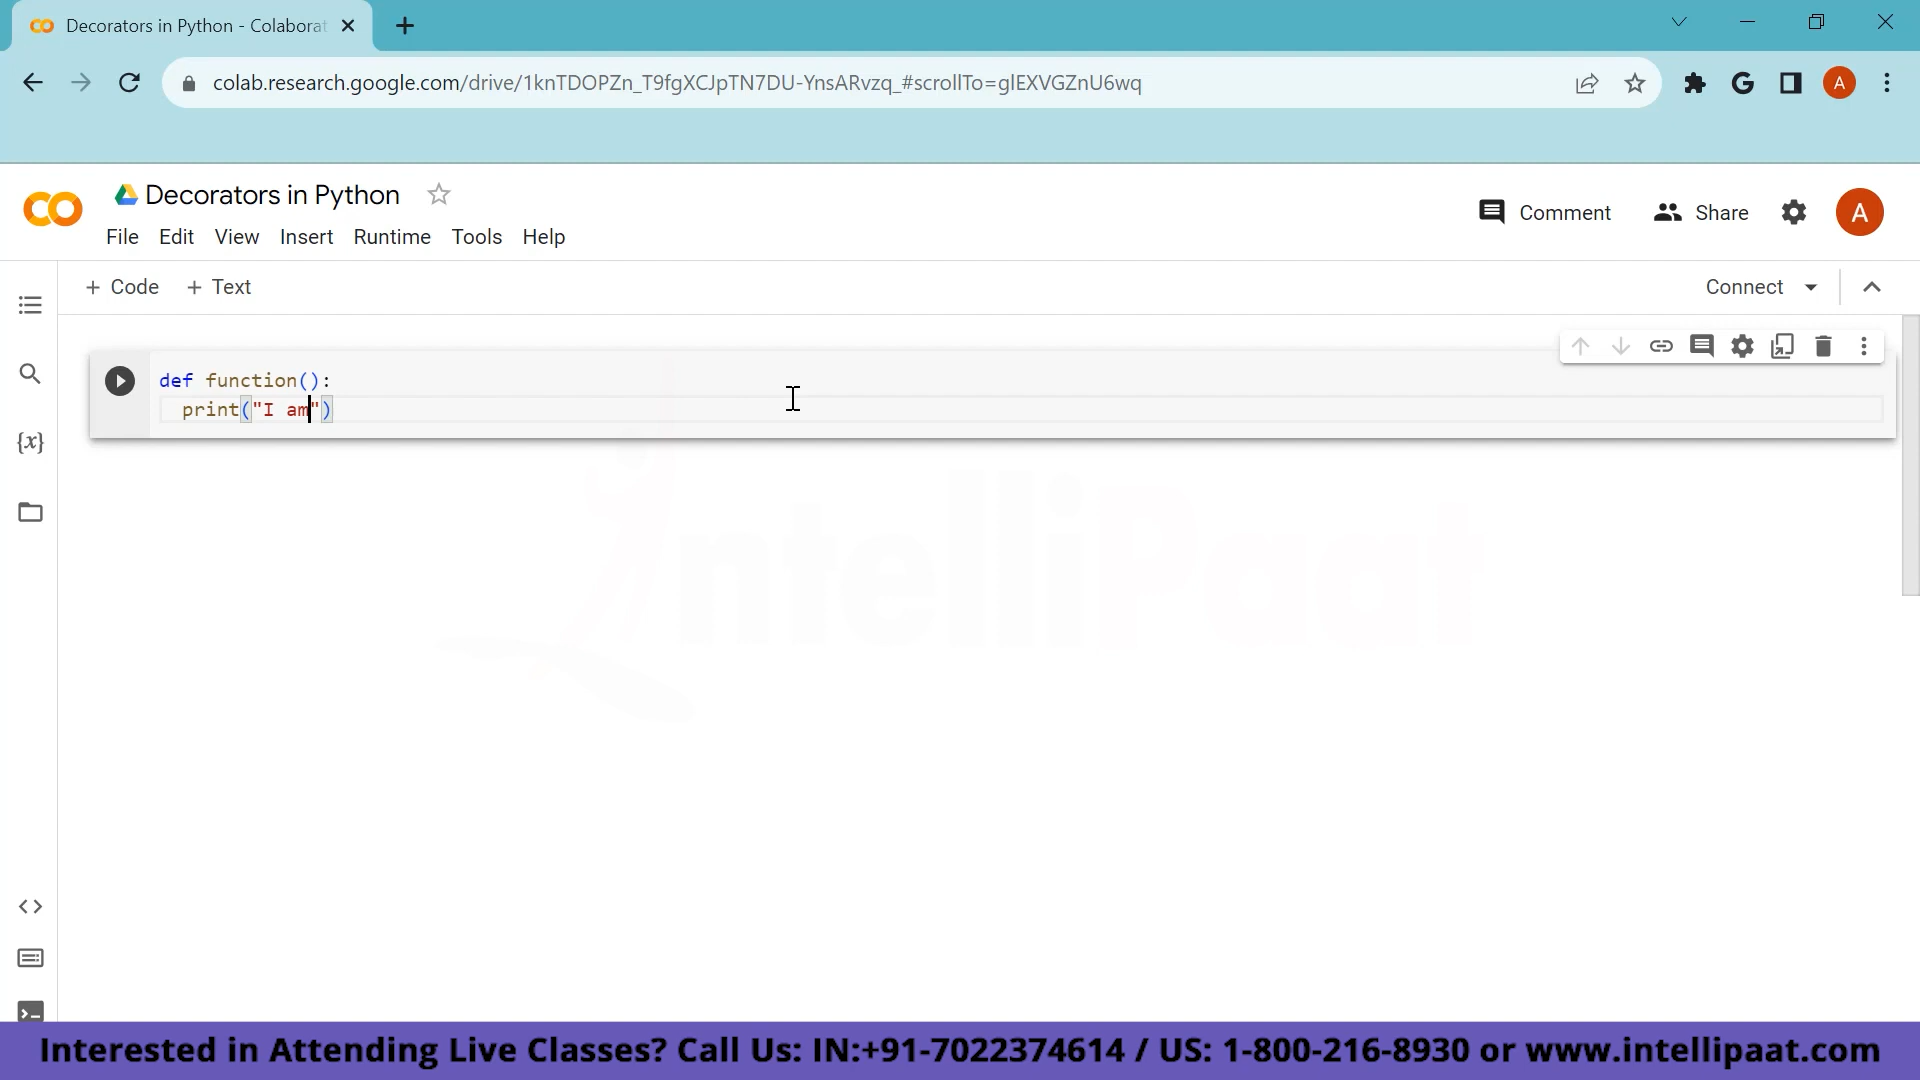 Decorators in Python - Colaborat
colab.research.google.com/drive/1knTDOPZn_T9fgXCJpTN7DU-YnsARvzq_#scrollTo=glEXVGZnU6wq
A
Decorators in Python
File Edit View Insert Runtime Tools Help
Comment Share A
+ Code + Text Connect
def function():
print("I am")
{x}
IntelliPaat
Interested in Attending Live Classes? Call Us: IN:+91-7022374614 / US: 1-800-216-8930 or www.intellipaat.com